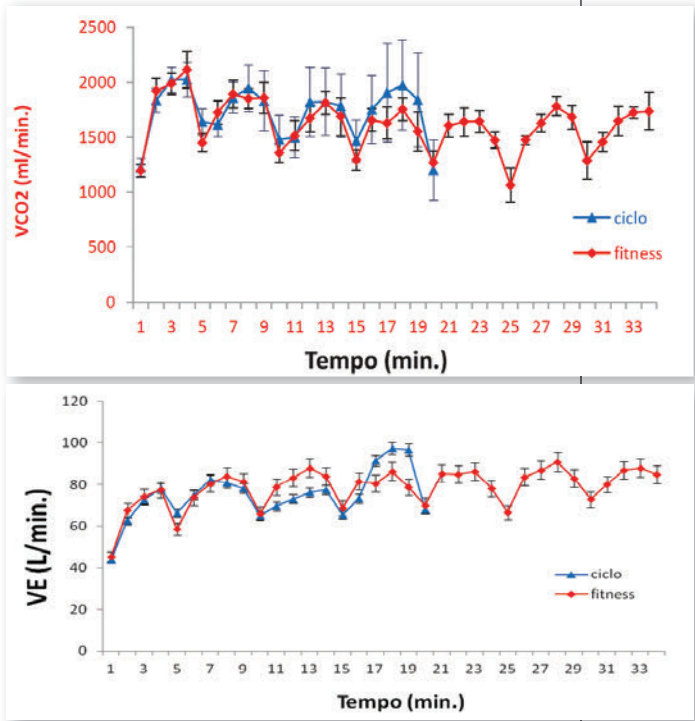 2500
2000
1500
1000
500
0
VCO2 (ml/min.)
ciclo
fitness
1 3 5 7 9 11 13 15 17 19 21 23 25 27 29 31 33
Tempo (min.)
120
100
80
60
40
20
0
VE (L/min.)
ciclo
fitness
1 3 5 7 9 11 13 15 17 19 21 23 25 27 29 31 33
Tempo (min.)